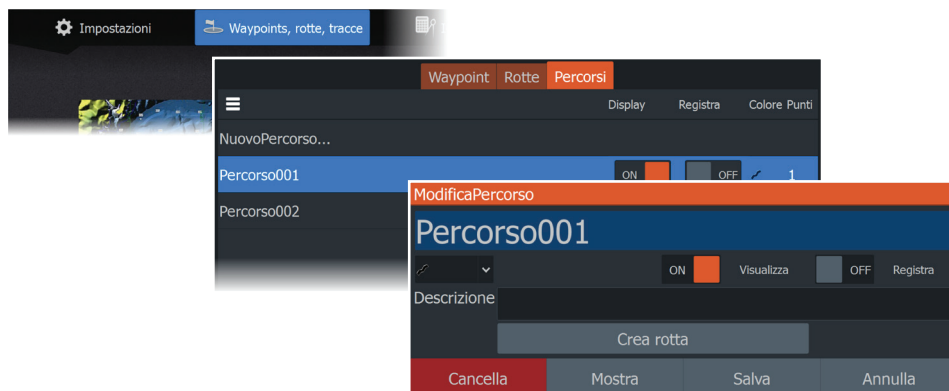 Impostazioni
Waypoints, rotte, tracce
Waypoint Rotte Percorsi
Display Registra Colore Punti
NuovoPercorso...
Percorso001 ON OFF 1
Percorso002
ModificaPercorso
Percorso001
ON Visualizza OFF Registra
Descrizione
Crea rotta
Cancella Mostra Salva Annulla